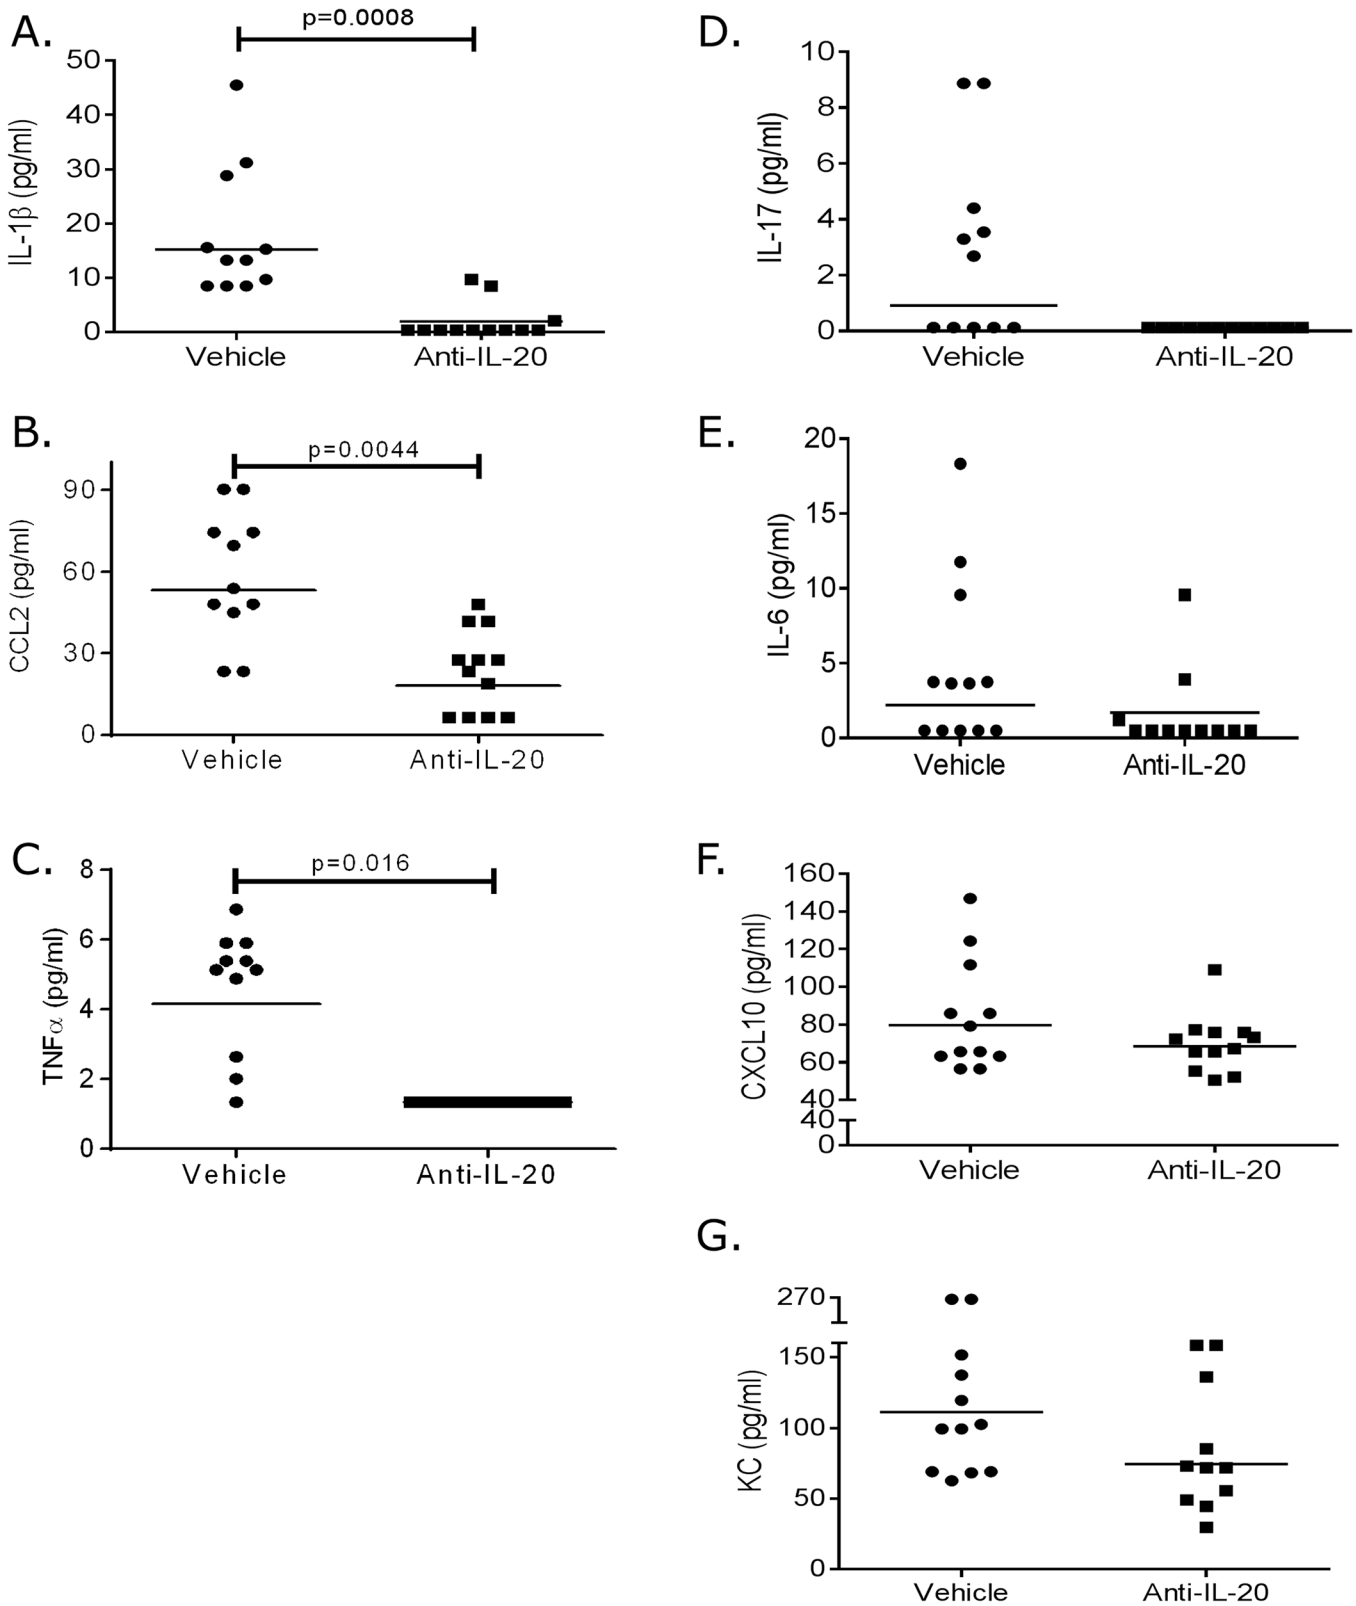 A.
p=0.0008
IL-1β (pg/ml)
50
40
30
20
10
0
Vehicle
Anti-IL-20
B.
p=0.0044
CCL2 (pg/ml)
90
60
30
0
Vehicle
Anti-IL-20
C.
p=0.016
TNFα (pg/ml)
8
6
4
2
0
Vehicle
Anti-IL-20
D.
IL-17 (pg/ml)
10
8
6
4
2
0
Vehicle
Anti-IL-20
E.
IL-6 (pg/ml)
20
15
10
5
0
Vehicle
Anti-IL-20
F.
CXCL10 (pg/ml)
160
140
120
100
80
60
40
40
0
Vehicle
Anti-IL-20
G.
KC (pg/ml)
270
150
100
50
0
Vehicle
Anti-IL-20